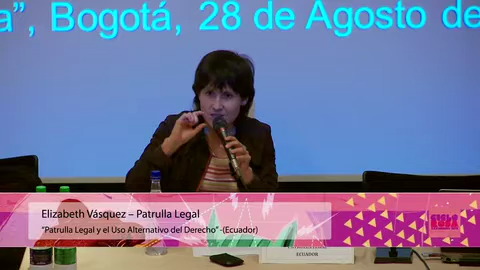 a”, Bogotá, 28 de Agosto de
Elizabeth Vásquez – Patrulla Legal
“Patrulla Legal y el Uso Alternativo del Derecho” -(Ecuador)
ECUADOR